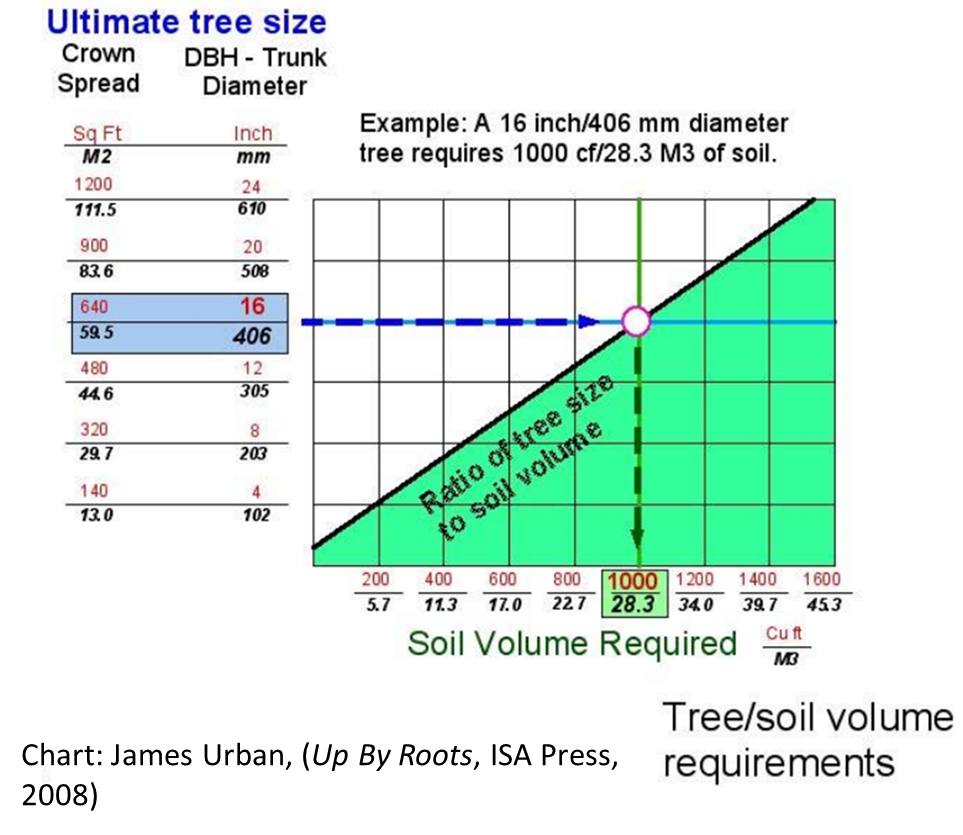 Ultimate tree size
Crown Spread
DBH - Trunk Diameter
Example: A 16 inch/406 mm diameter
tree requires 1000 cf/28.3 M3 of soil.
Sq Ft Inch
M2 mm
1200 24
111.5 610
900 20
83.6 508
640 16
59.5 406
480 12
44.6 305
320 8
29.7 203
140 4
13.0 102
Ratio of tree size
to soil volume
200 400 600 800 1000 1200 1400 1600
5.7 11.3 17.0 22.7 28.3 34.0 39.7 45.3
Soil Volume Required Cu ft
M3
Tree/soil volume
requirements
Chart: James Urban, (Up By Roots, ISA Press,
2008)